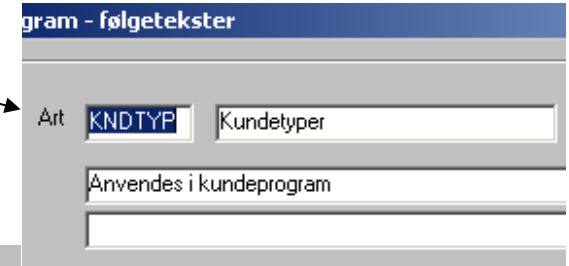 gram - følgetekster
Art KNDTYP Kundetyper
Anvendes i kundeprogram